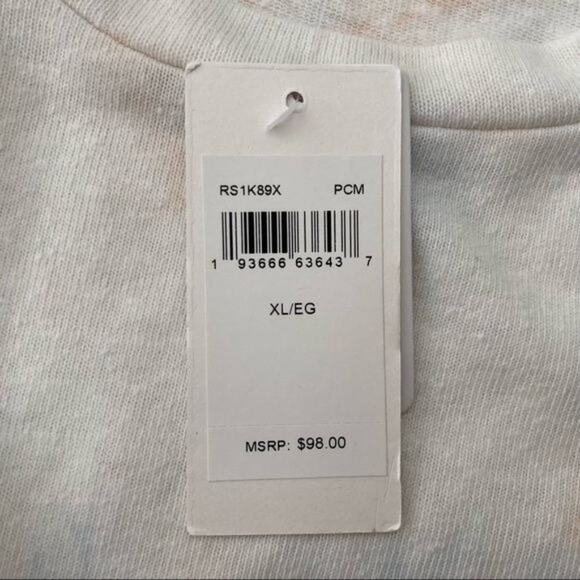 RS1K89X PCM
1 93666 63643 7
XL/EG
MSRP: $98.00